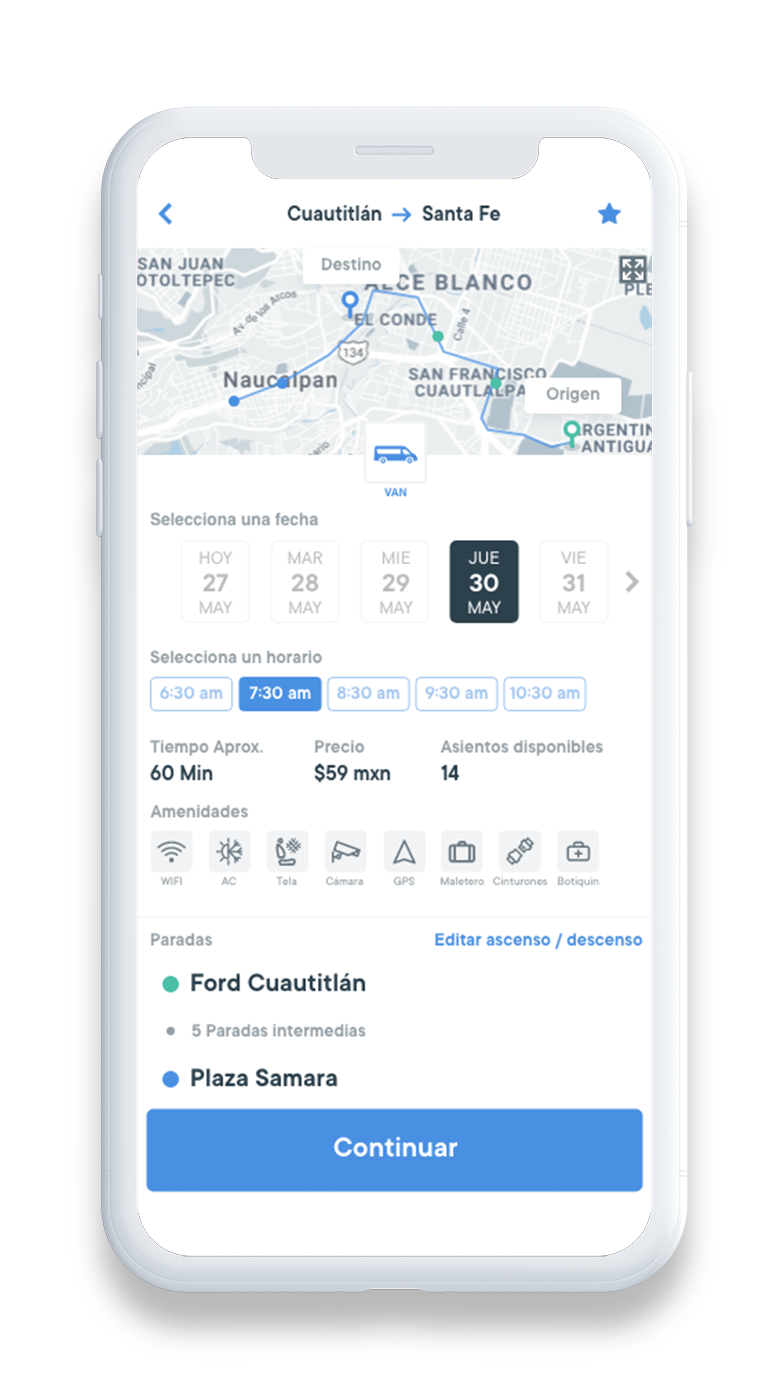 Cuautitlán → Santa Fe
SAN JUAN
OTOLTEPEC
Destino
ALCE BLANCO
Av. de los Arcos
EL CONDE
Calle 4
134
Naucalpan
SAN FRANCISCO
CUAUTLALPA
Origen
ARGENTIN
ANTIGUA
VAN
Selecciona una fecha
HOY
27
MAY
MAR
28
MAY
MIE
29
MAY
JUE
30
MAY
VIE
31
MAY
Selecciona un horario
6:30 am 7:30 am 8:30 am 9:30 am 10:30 am
Tiempo Aprox. Precio Asientos disponibles
60 Min $59 mxn 14
Amenidades
WIFI AC Tela Cámara GPS Maletero Cinturones Botiquín
Paradas Editar ascenso / descenso
Ford Cuautitlán
5 Paradas intermedias
Plaza Samara
Continuar